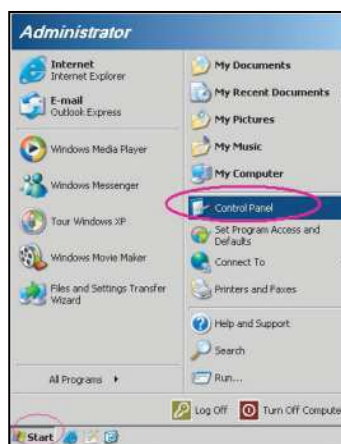 Administrator
Internet
Internet Explorer
E-mail
Outlook Express
Windows Media Player
Windows Messenger
Tour Windows XP
Windows Movie Maker
Files and Settings Transfer
Wizard
All Programs
My Documents
My Recent Documents
My Pictures
My Music
My Computer
Control Panel
Set Program Access and
Defaults
Connect To
Printers and Faxes
Help and Support
Search
Run...
Log Off
Turn Off Compute
Start